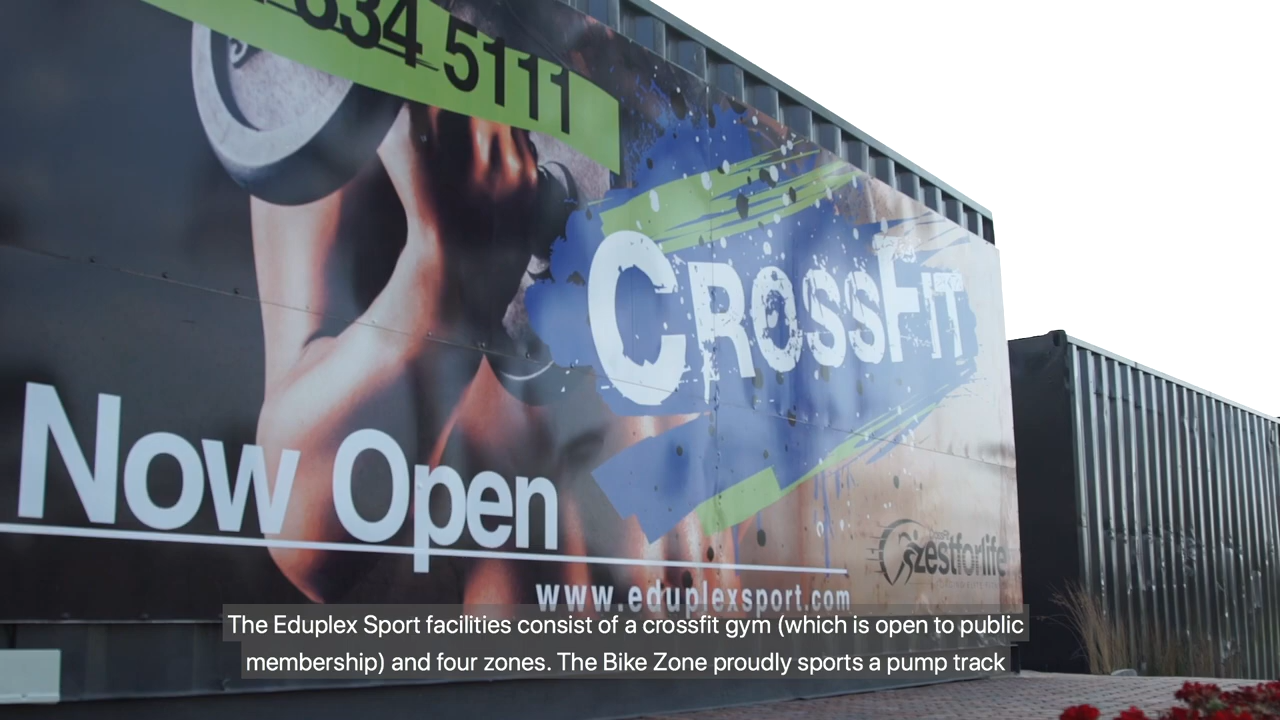 834 5111
CROSSFIT
Now Open
zestforlife
www.eduplexsport.com
The Eduplex Sport facilities consist of a crossfit gym (which is open to public
membership) and four zones. The Bike Zone proudly sports a pump track